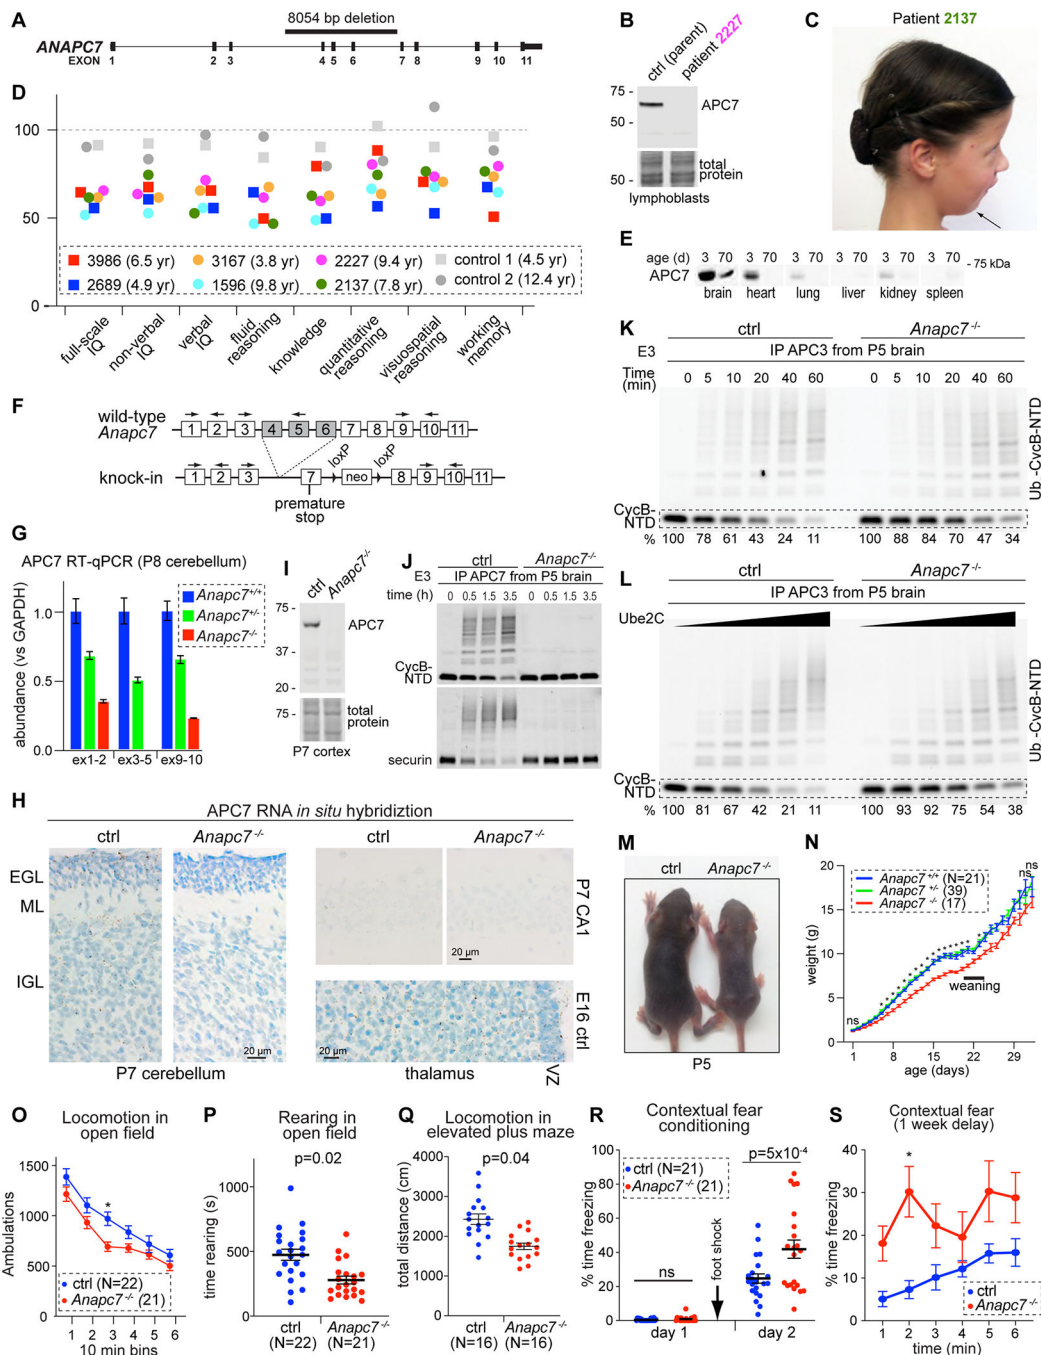 A
8054 bp deletion
ANAPC7
EXON 1 2 3 4 5 6 7 8 9 10 11
B
ctrl (parent)
patient 2227
75 -
50 -
APC7
50 -
total
protein
lymphoblasts
C
Patient 2137
D
100
50
0
3986 (6.5 yr)
3167 (3.8 yr)
2227 (9.4 yr)
control 1 (4.5 yr)
2689 (4.9 yr)
1596 (9.8 yr)
2137 (7.8 yr)
control 2 (12.4 yr)
full-scale
IQ
non-verbal
IQ
verbal
IQ
fluid
reasoning
knowledge
quantitative
reasoning
visuospatial
reasoning
working
memory
E
age (d) 3 70 3 70 3 70 3 70 3 70 3 70
APC7
- 75 kDa
brain heart lung liver kidney spleen
F
wild-type
Anapc7
1 2 3 4 5 6 7 8 9 10 11
loxP loxP
knock-in
1 2 3 7 neo 8 9 10 11
premature
stop
G
APC7 RT-qPCR (P8 cerebellum)
abundance (vs GAPDH)
1.0
0.5
0.0
Anapc7+/+
Anapc7+/-
Anapc7-/-
ex1-2 ex3-5 ex9-10
I
ctrl
Anapc7-/-
75-
APC7
37 -
20 -
75-
total
protein
P7 cortex
J
ctrl Anapc7-/-
E3 IP APC7 from P5 brain
time (h) 0 0.5 1.5 3.5 0 0.5 1.5 3.5
CycB-
NTD
securin
K
ctrl Anapc7-/-
E3 IP APC3 from P5 brain
Time
(min)
0 5 10 20 40 60 0 5 10 20 40 60
Ub -CycB-NTD
CycB-
NTD
% 100 78 61 43 24 11 100 88 84 70 47 34
L
ctrl Anapc7-/-
IP APC3 from P5 brain
Ube2C
Ub -CycB-NTD
CycB-
NTD
% 100 81 67 42 21 11 100 93 92 75 54 38
H
APC7 RNA in situ hybridiztion
ctrl Anapc7-/- ctrl Anapc7-/-
EGL
ML
IGL
P7 CA1
20 µm
E16 ctrl
20 µm
20 µm
P7 cerebellum
thalamus
VZ
M
ctrl Anapc7-/-
P5
N
weight (g)
20
15
10
5
0
Anapc7+/+ (N=21)
Anapc7+/- (39)
Anapc7-/- (17)
ns
ns
* * * * * * * * * * * * * *
weaning
1 8 15 22 29
age (days)
O
Locomotion in
open field
Ambulations
1500
1000
500
0
*
ctrl (N=22)
Anapc7-/- (21)
1 2 3 4 5 6
10 min bins
P
Rearing in
open field
p=0.02
time rearing (s)
1000
500
0
ctrl
(N=22)
Anapc7-/-
(N=21)
Q
Locomotion in
elevated plus maze
p=0.04
total distance (cm)
4000
3000
2000
1000
0
ctrl
(N=16)
Anapc7-/-
(N=16)
R
Contextual fear
conditioning
% time freezing
100
80
60
40
20
0
ctrl (N=21)
Anapc7-/- (21)
p=5x10-4
ns
foot shock
day 1 day 2
S
Contextual fear
(1 week delay)
% time freezing
40
30
20
10
0
*
ctrl
Anapc7-/-
1 2 3 4 5 6
time (min)